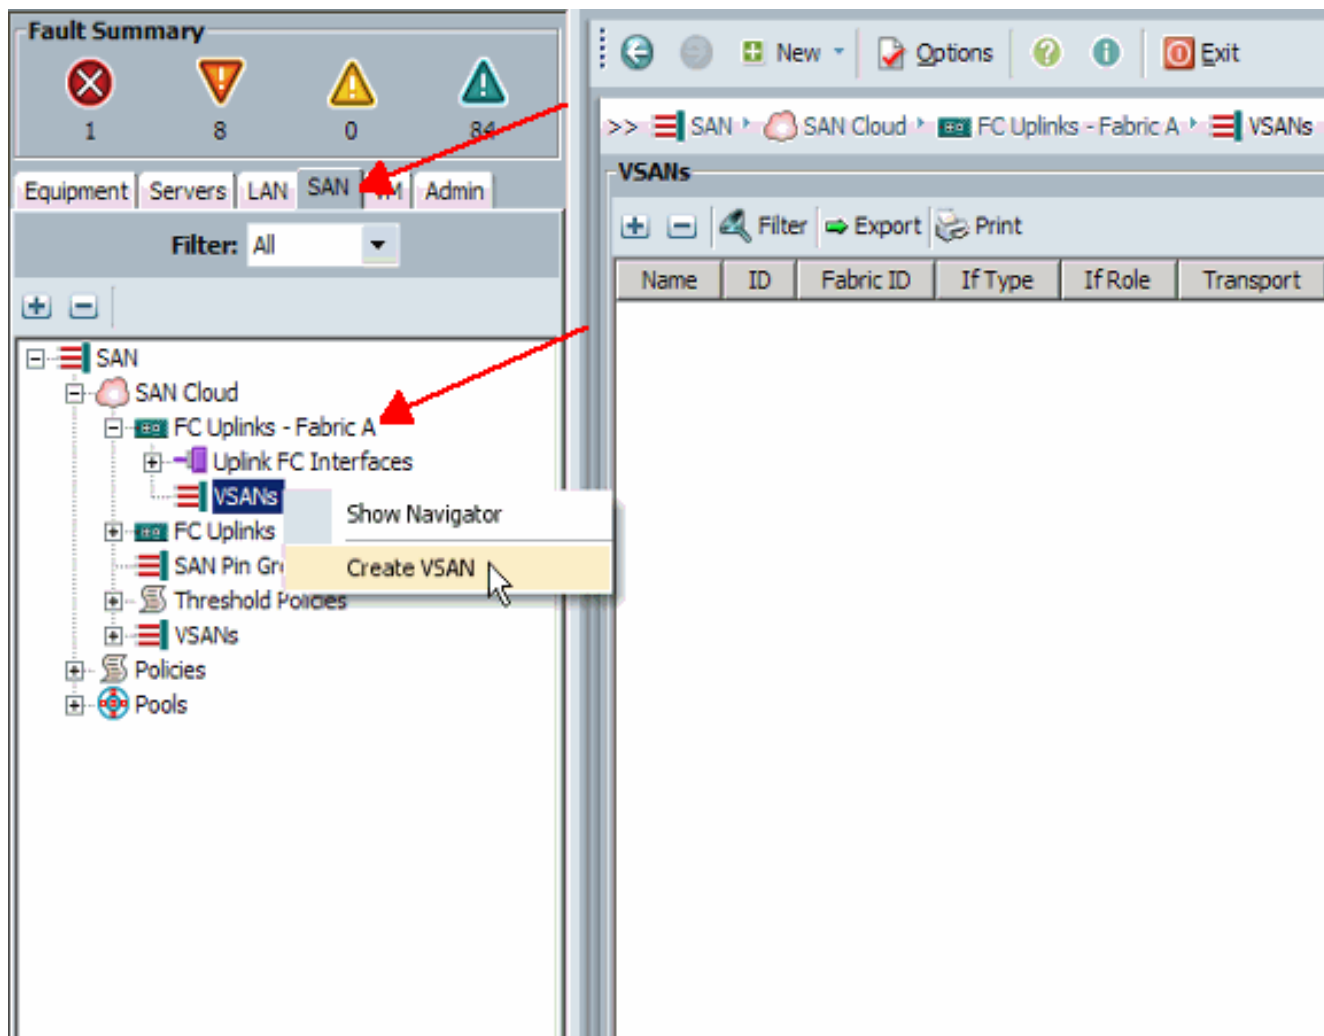 Fault Summary
1 8 0 84
Equipment Servers LAN SAN VM Admin
Filter: All
SAN
SAN Cloud
FC Uplinks - Fabric A
Uplink FC Interfaces
VSANs
FC Uplinks
SAN Pin
Threshold Policies
VSANs
Policies
Pools
Show Navigator
Create VSAN
New Options Exit
>> SAN SAN Cloud FC Uplinks - Fabric A VSANs
VSANs
Filter Export Print
Name ID Fabric ID If Type If Role Transport